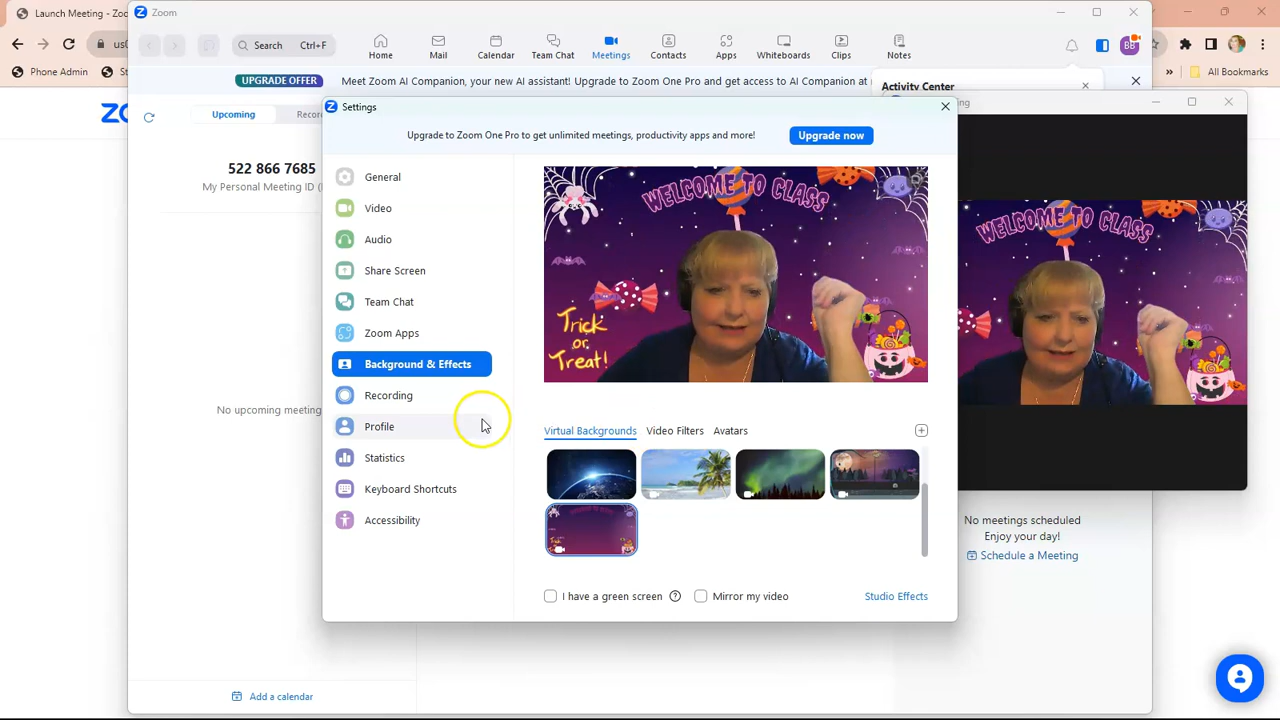 Launch Meeting - Zo
Zoom
Search Ctrl+F
Home
Mail
Calendar
Team Chat
Meetings
Contacts
Apps
Whiteboards
Clips
Notes
BB
us0
Phone Admin
All Bookmarks
UPGRADE OFFER
Meet Zoom AI Companion, your new AI assistant! Upgrade to Zoom One Pro and get access to AI Companion at
Activity Center
Upcoming
Recor
Settings
Upgrade to Zoom One Pro to get unlimited meetings, productivity apps and more!
Upgrade now
522 866 7685
My Personal Meeting ID (
No upcoming meeting
Add a calendar
General
Video
Audio
Share Screen
Team Chat
Zoom Apps
Background & Effects
Recording
Profile
Statistics
Keyboard Shortcuts
Accessibility
WELCOME TO CLASS
Trick
or
Treat!
WELCOME TO CLASS
Virtual Backgrounds
Video Filters
Avatars
I have a green screen
Mirror my video
Studio Effects
No meetings scheduled
Enjoy your day!
Schedule a Meeting